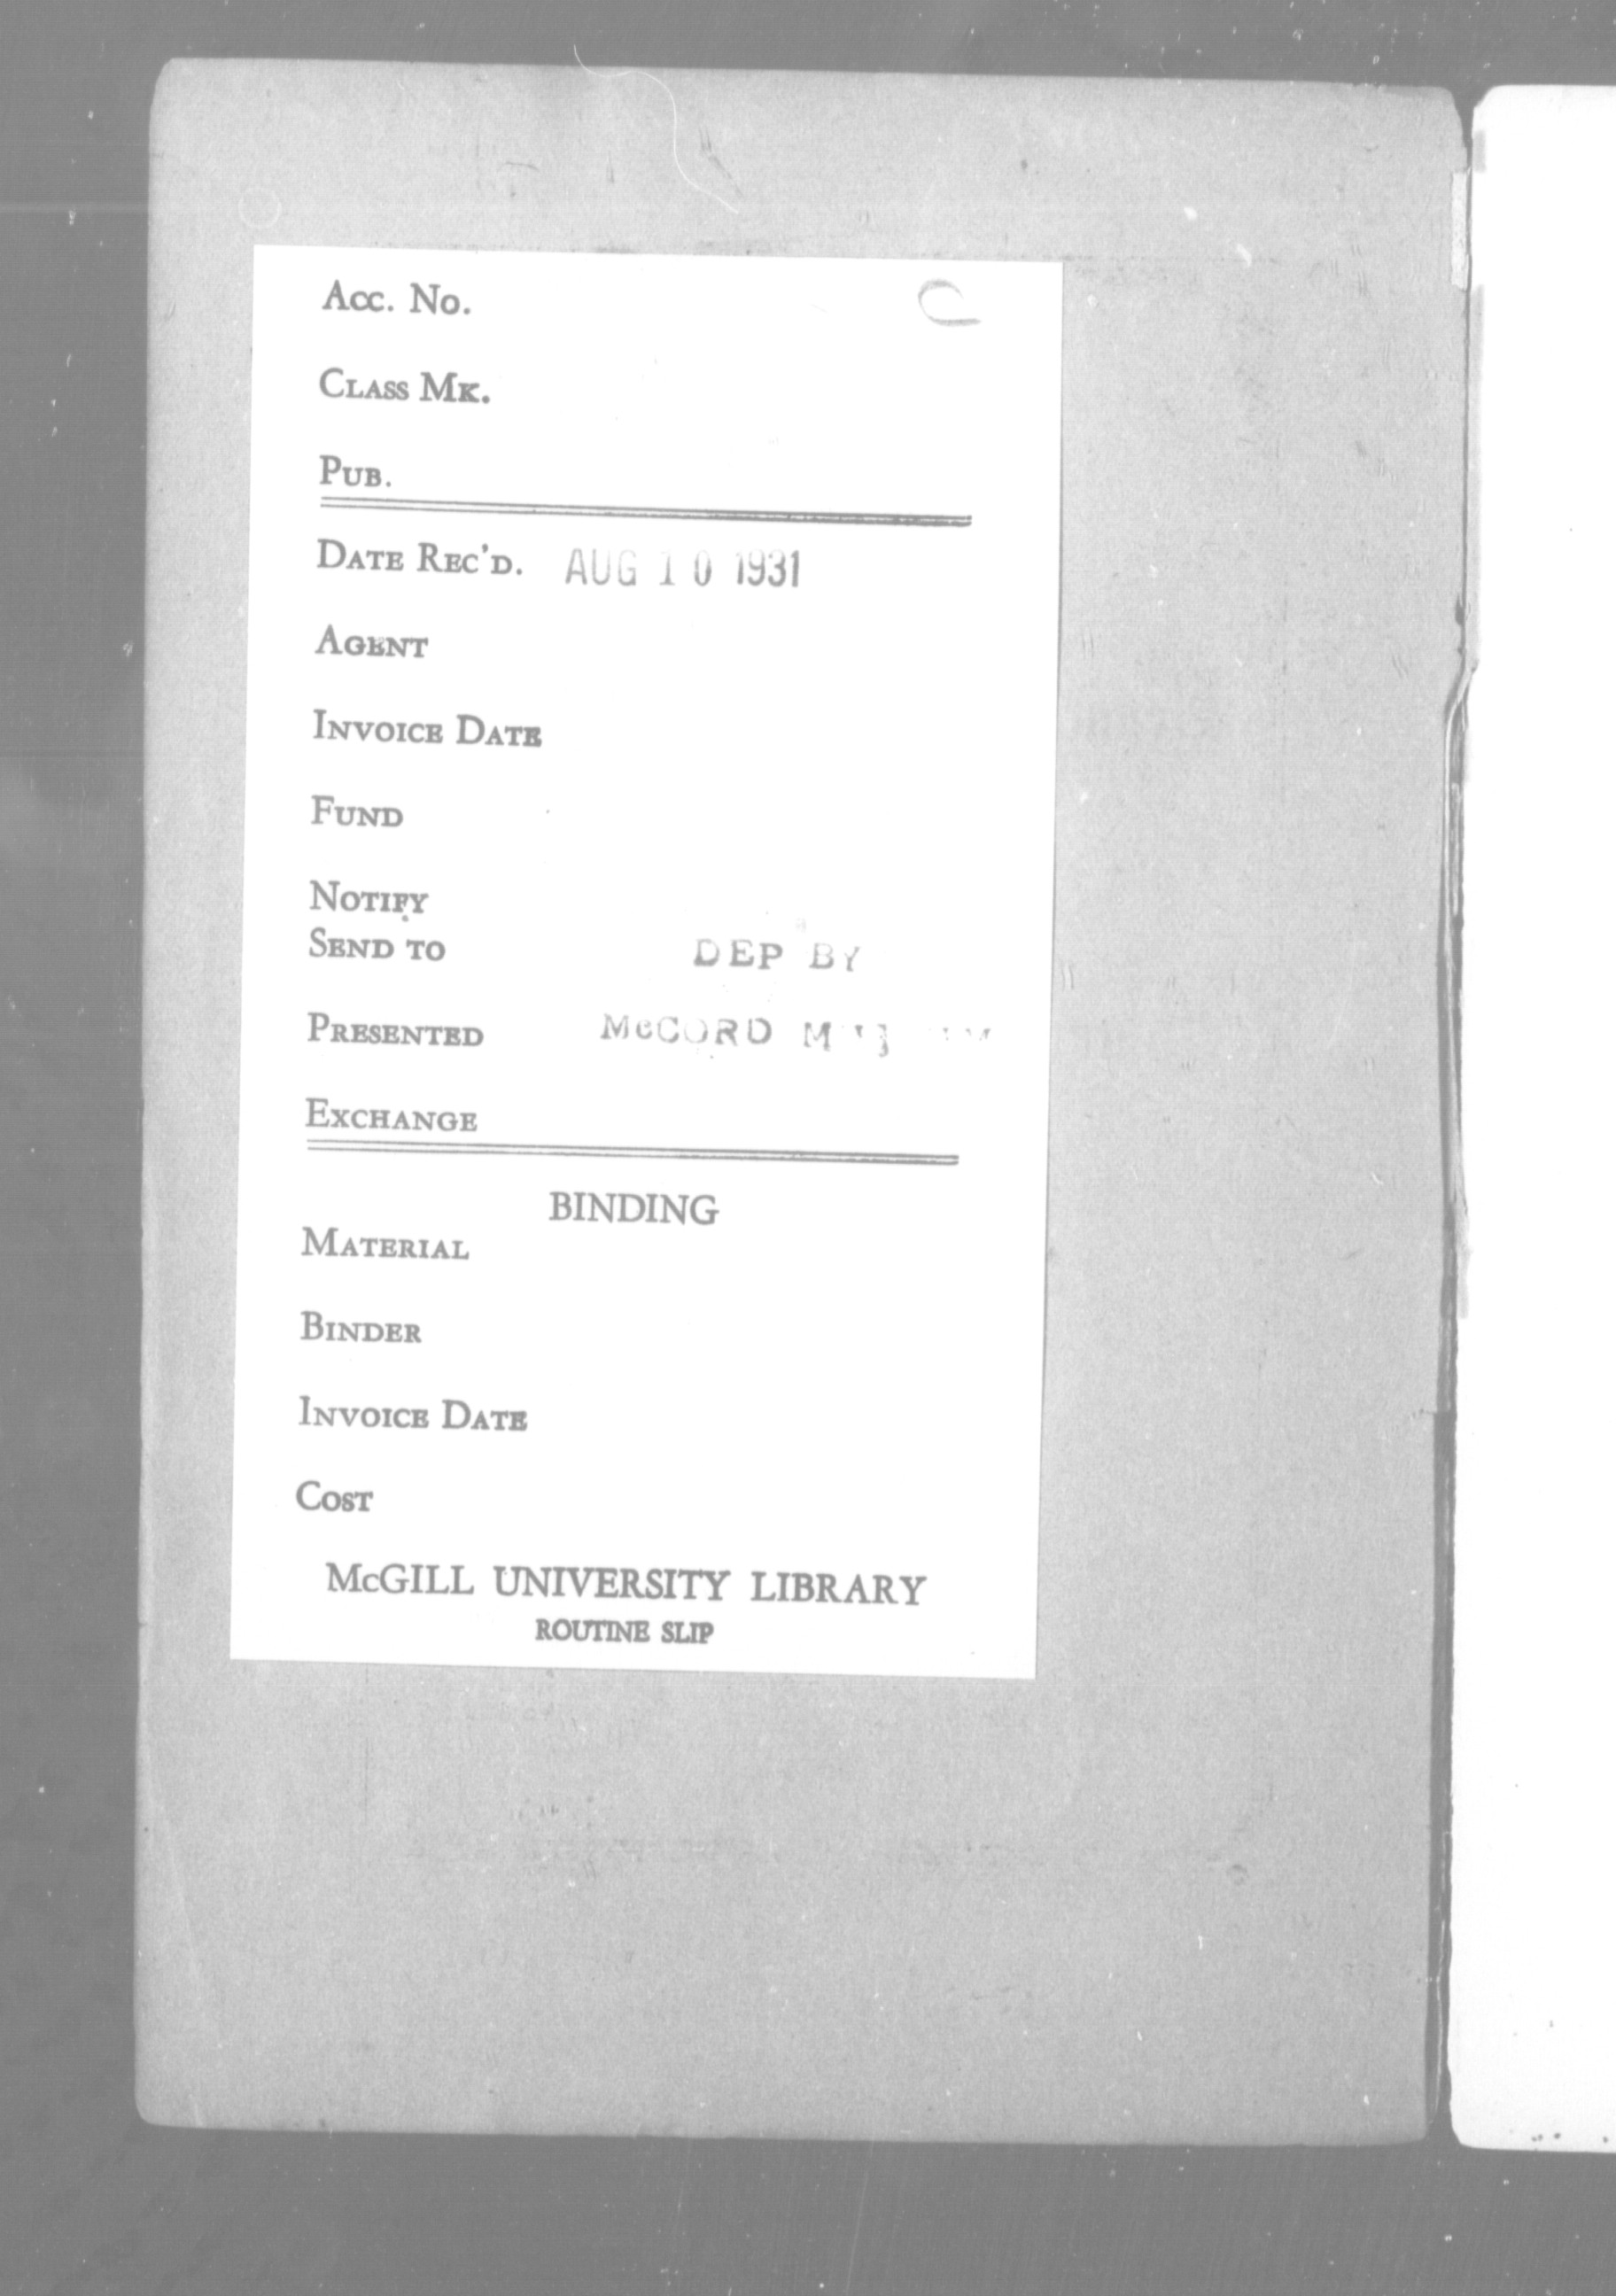 Acc. No.
Class Mk.
Pub.
Date Rec'd. AUG 10 1931
Agent
Invoice Date
Fund
Notify
Send to DEP BY
Presented McCORD
Exchange
BINDING
Material
Binder
Invoice Date
Cost
McGILL UNIVERSITY LIBRARY
ROUTINE SLIP